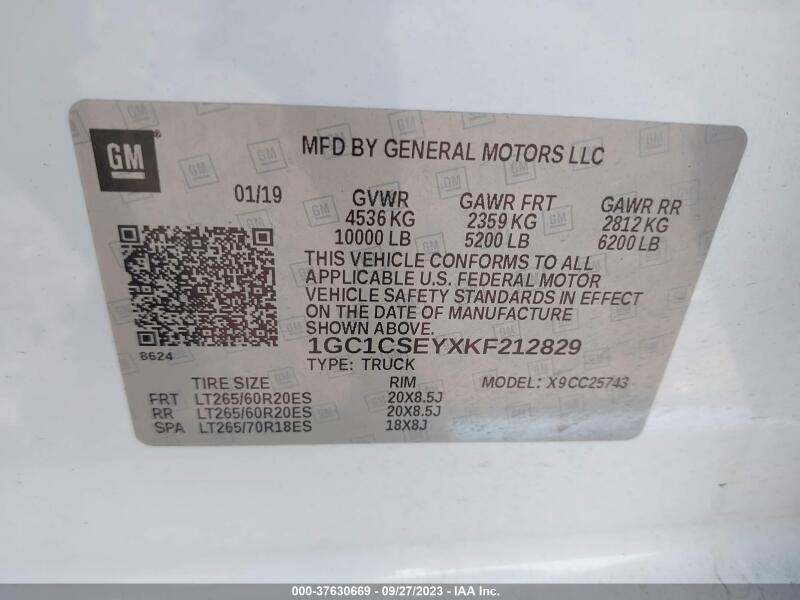 GM
MFD BY GENERAL MOTORS LLC
01/19
GVWR GAWR FRT GAWR RR
4536 KG 2359 KG 2812 KG
10000 LB 5200 LB 6200 LB
THIS VEHICLE CONFORMS TO ALL
APPLICABLE U.S. FEDERAL MOTOR
VEHICLE SAFETY STANDARDS IN EFFECT
ON THE DATE OF MANUFACTURE
SHOWN ABOVE.
8624
1GC1CSEYXKF212829
TYPE: TRUCK
TIRE SIZE RIM MODEL: X9CC25743
FRT LT265/60R20ES 20X8.5J
RR LT265/60R20ES 20X8.5J
SPA LT265/70R18ES 18X8J
000-37630669 - 09/27/2023 - IAA Inc.